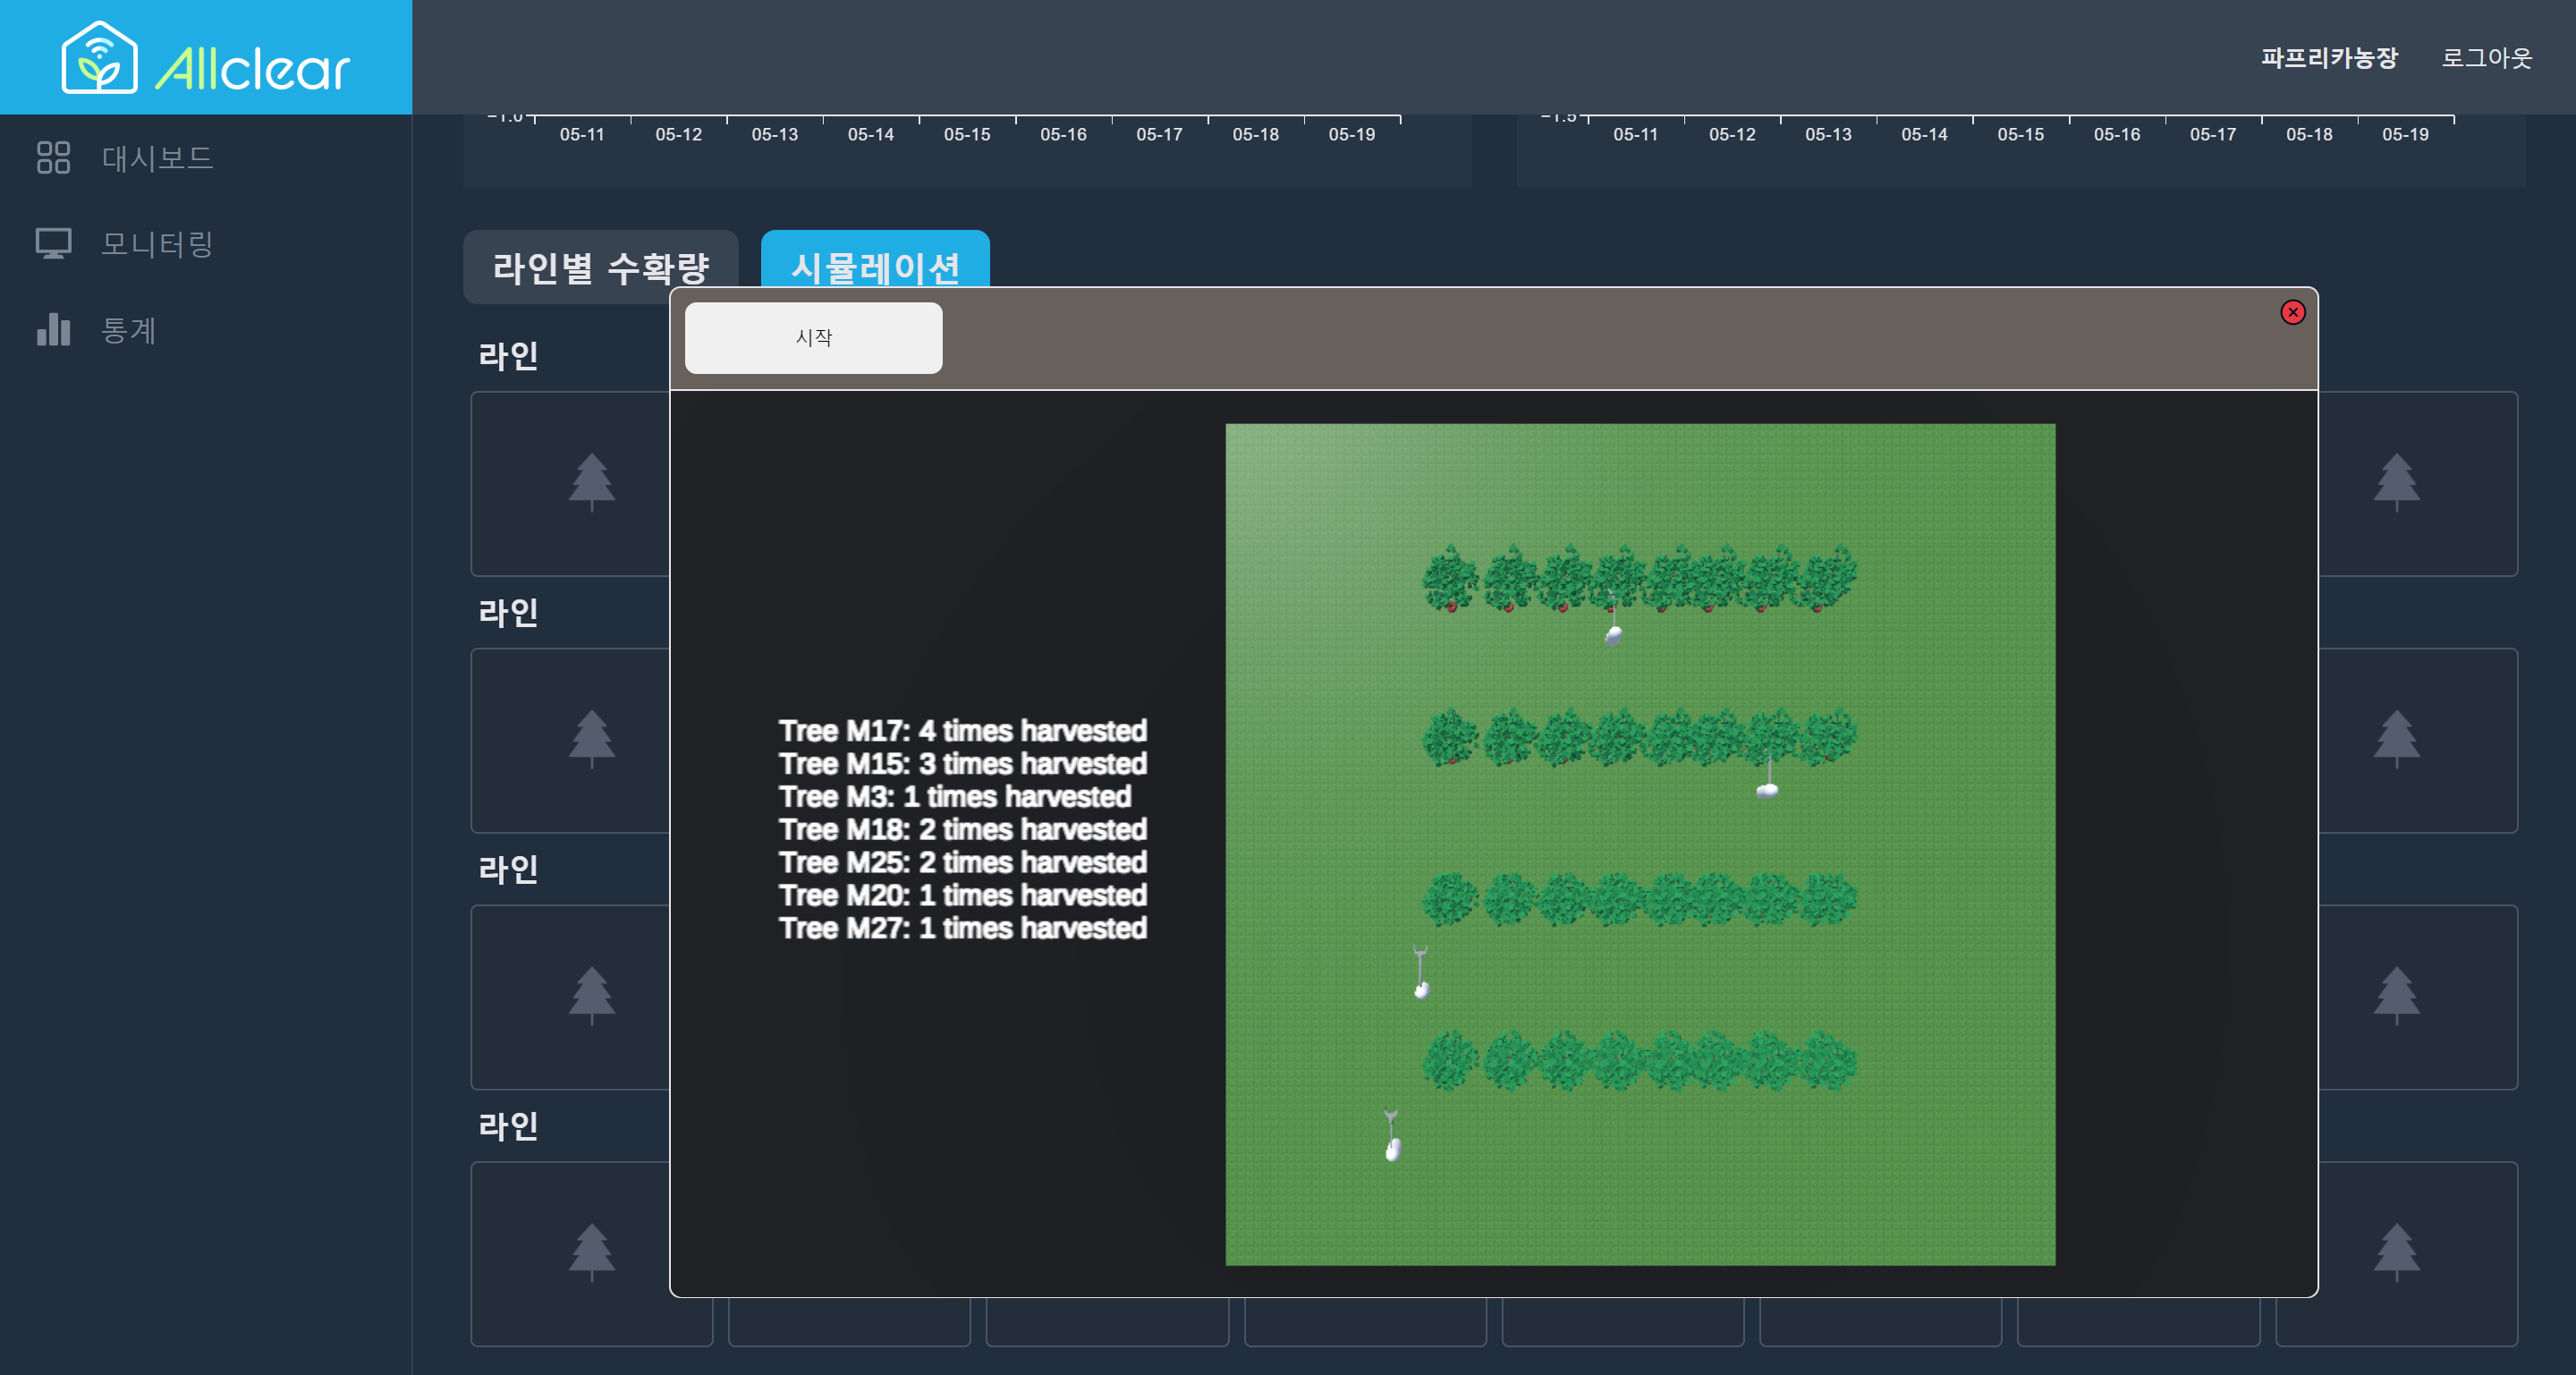 Allclear
파프리카농장 로그아웃
대시보드
모니터링
통계
−1.0
05-11 05-12 05-13 05-14 05-15 05-16 05-17 05-18 05-19
−1.5
05-11 05-12 05-13 05-14 05-15 05-16 05-17 05-18 05-19
라인별 수확량 시뮬레이션
시작
라인
라인
라인
라인
Tree M17: 4 times harvested
Tree M15: 3 times harvested
Tree M3: 1 times harvested
Tree M18: 2 times harvested
Tree M25: 2 times harvested
Tree M20: 1 times harvested
Tree M27: 1 times harvested